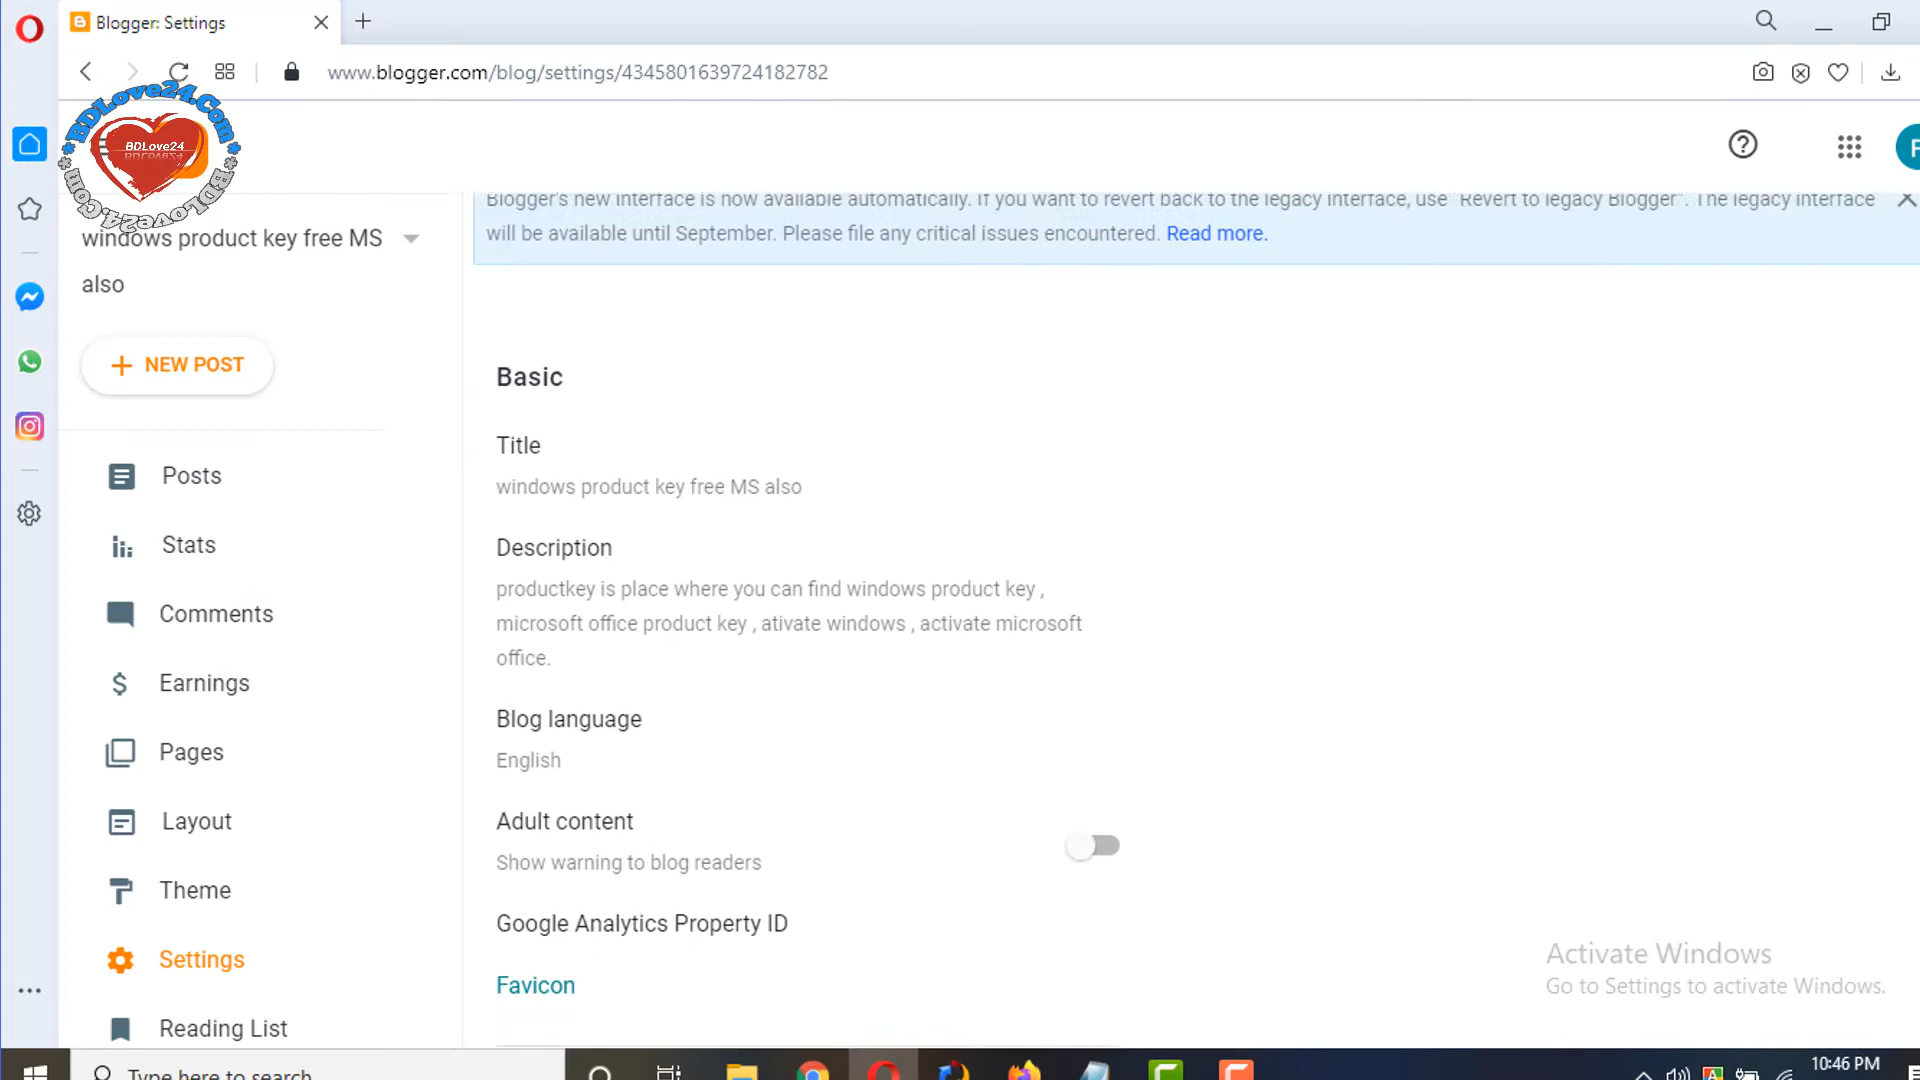 Blogger: Settings
www.blogger.com/blog/settings/4345801639724182782
BDLove24.Com
BDLove24
BDLove24.Com
Blogger's new interface is now available automatically. If you want to revert back to the legacy interface, use "Revert to legacy Blogger". The legacy interface
will be available until September. Please file any critical issues encountered. Read more.
windows product key free MS
also
NEW POST
Posts
Stats
Comments
Earnings
Pages
Layout
Theme
Settings
Reading List
Basic
Title
windows product key free MS also
Description
productkey is place where you can find windows product key ,
microsoft office product key , ativate windows , activate microsoft
office.
Blog language
English
Adult content
Show warning to blog readers
Google Analytics Property ID
Favicon
Activate Windows
Go to Settings to activate Windows.
Type here to search
10:46 PM